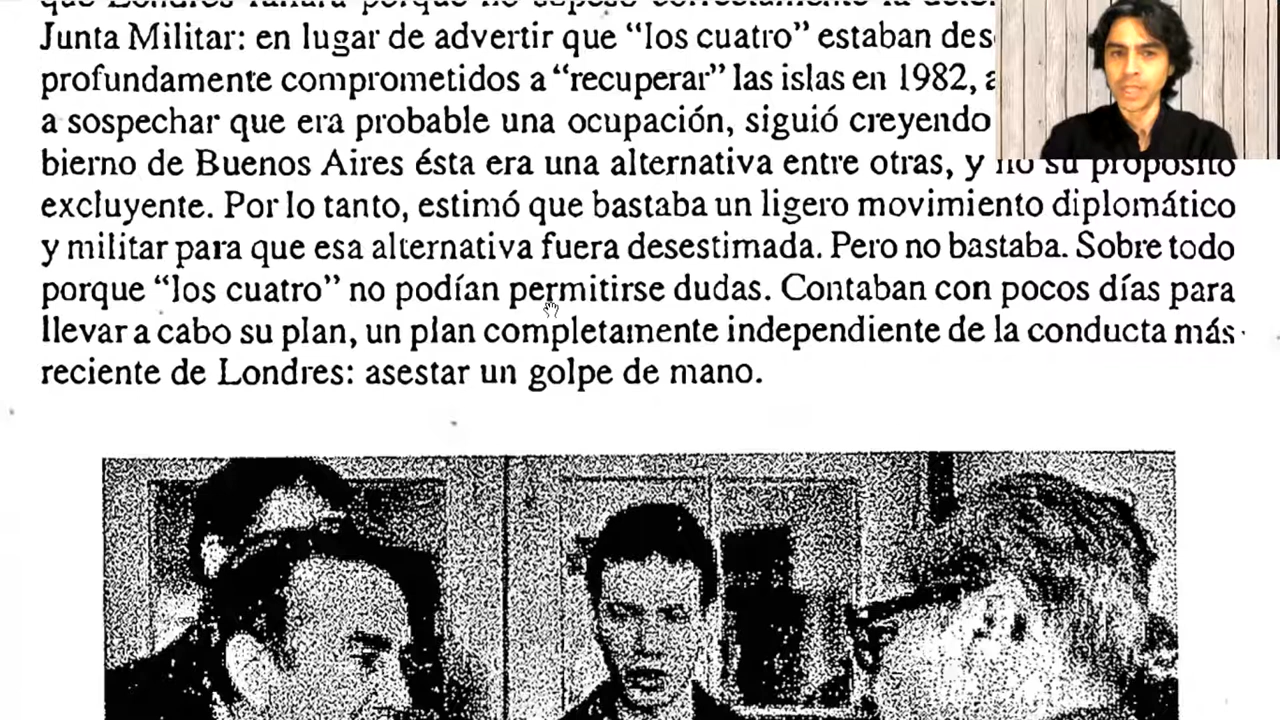 Junta Militar: en lugar de advertir que “los cuatro” estaban
profundamente comprometidos a “recuperar” las islas en 1982,
a sospechar que era probable una ocupación, siguió creyendo
bierno de Buenos Aires ésta era una alternativa entre otras, y no su propósito
excluyente. Por lo tanto, estimó que bastaba un ligero movimiento diplomático
y militar para que esa alternativa fuera desestimada. Pero no bastaba. Sobre todo
porque “los cuatro” no podían permitirse dudas. Contaban con pocos días para
llevar a cabo su plan, un plan completamente independiente de la conducta más
reciente de Londres: asestar un golpe de mano.